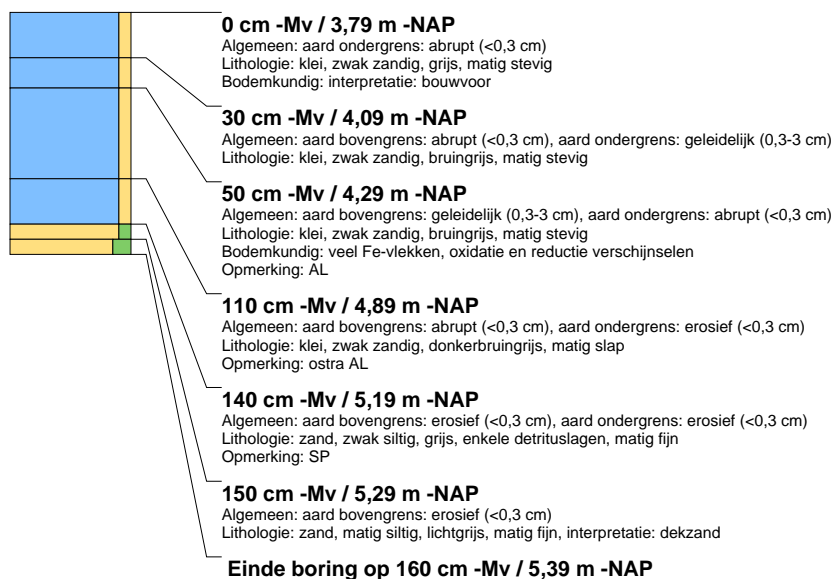 0 cm -Mv / 3,79 m -NAP
Algemeen: aard ondergrens: abrupt (<0,3 cm)
Lithologie: klei, zwak zandig, grijs, matig stevig
Bodemkundig: interpretatie: bouwvoor
30 cm -Mv / 4,09 m -NAP
Algemeen: aard bovengrens: abrupt (<0,3 cm), aard ondergrens: geleidelijk (0,3-3 cm)
Lithologie: klei, zwak zandig, bruingrijs, matig stevig
50 cm -Mv / 4,29 m -NAP
Algemeen: aard bovengrens: geleidelijk (0,3-3 cm), aard ondergrens: abrupt (<0,3 cm)
Lithologie: klei, zwak zandig, bruingrijs, matig stevig
Bodemkundig: veel Fe-vlekken, oxidatie en reductie verschijnselen
Opmerking: AL
110 cm -Mv / 4,89 m -NAP
Algemeen: aard bovengrens: abrupt (<0,3 cm), aard ondergrens: erosief (<0,3 cm)
Lithologie: klei, zwak zandig, donkerbruingrijs, matig slap
Opmerking: ostra AL
140 cm -Mv / 5,19 m -NAP
Algemeen: aard bovengrens: erosief (<0,3 cm), aard ondergrens: erosief (<0,3 cm)
Lithologie: zand, zwak siltig, grijs, enkele detrituslagen, matig fijn
Opmerking: SP
150 cm -Mv / 5,29 m -NAP
Algemeen: aard bovengrens: erosief (<0,3 cm)
Lithologie: zand, matig siltig, lichtgrijs, matig fijn, interpretatie: dekzand
Einde boring op 160 cm -Mv / 5,39 m -NAP